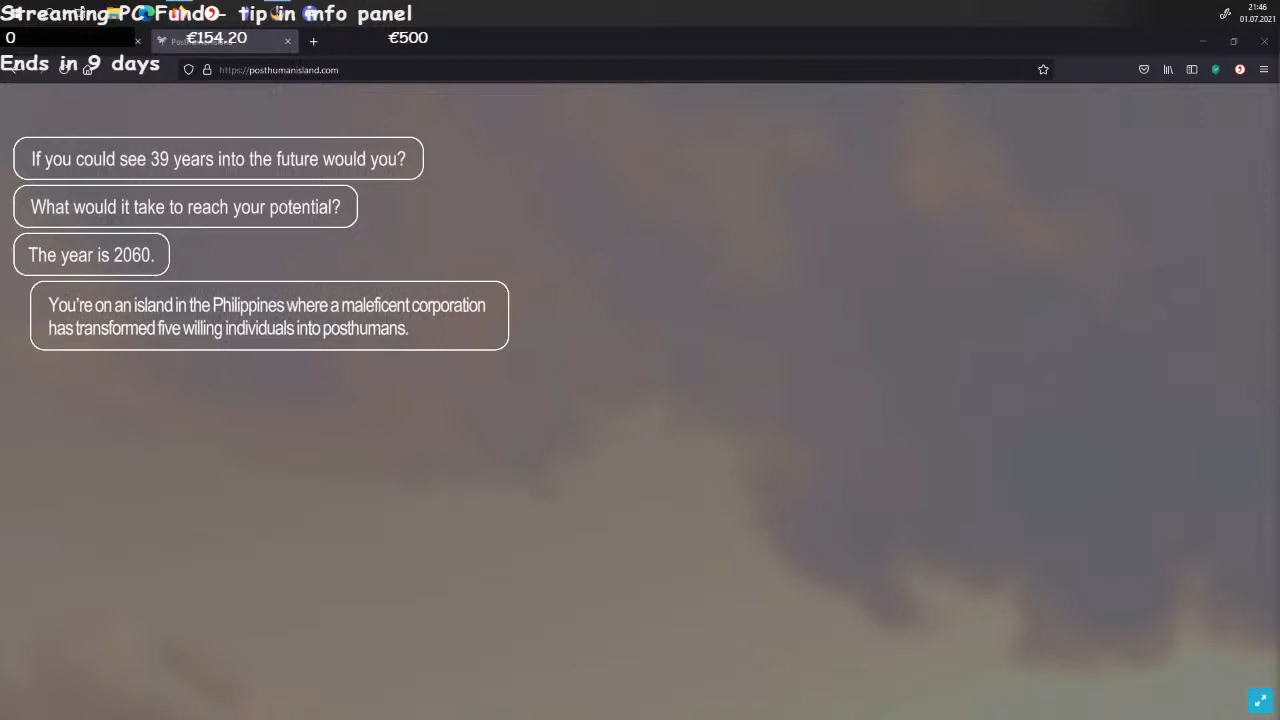 Streaming PC Fund - tip in info panel
21:46
01.07.2021
0
€154.20
€500
Ends in 9 days
https://posthumanisland.com
If you could see 39 years into the future would you?
What would it take to reach your potential?
The year is 2060.
You're on an island in the Philippines where a maleficent corporation
has transformed five willing individuals into posthumans.